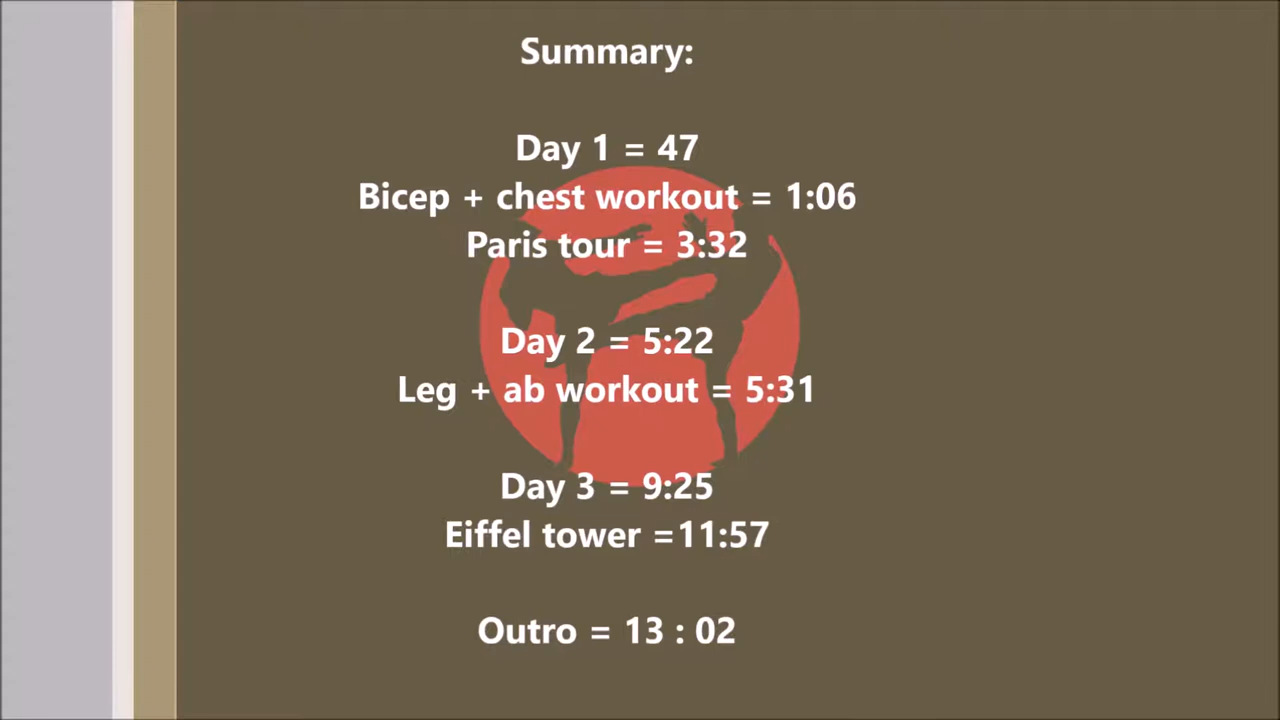 Summary:
Day 1 = 47
Bicep + chest workout = 1:06
Paris tour = 3:32
Day 2 = 5:22
Leg + ab workout = 5:31
Day 3 = 9:25
Eiffel tower =11:57
Outro = 13 : 02